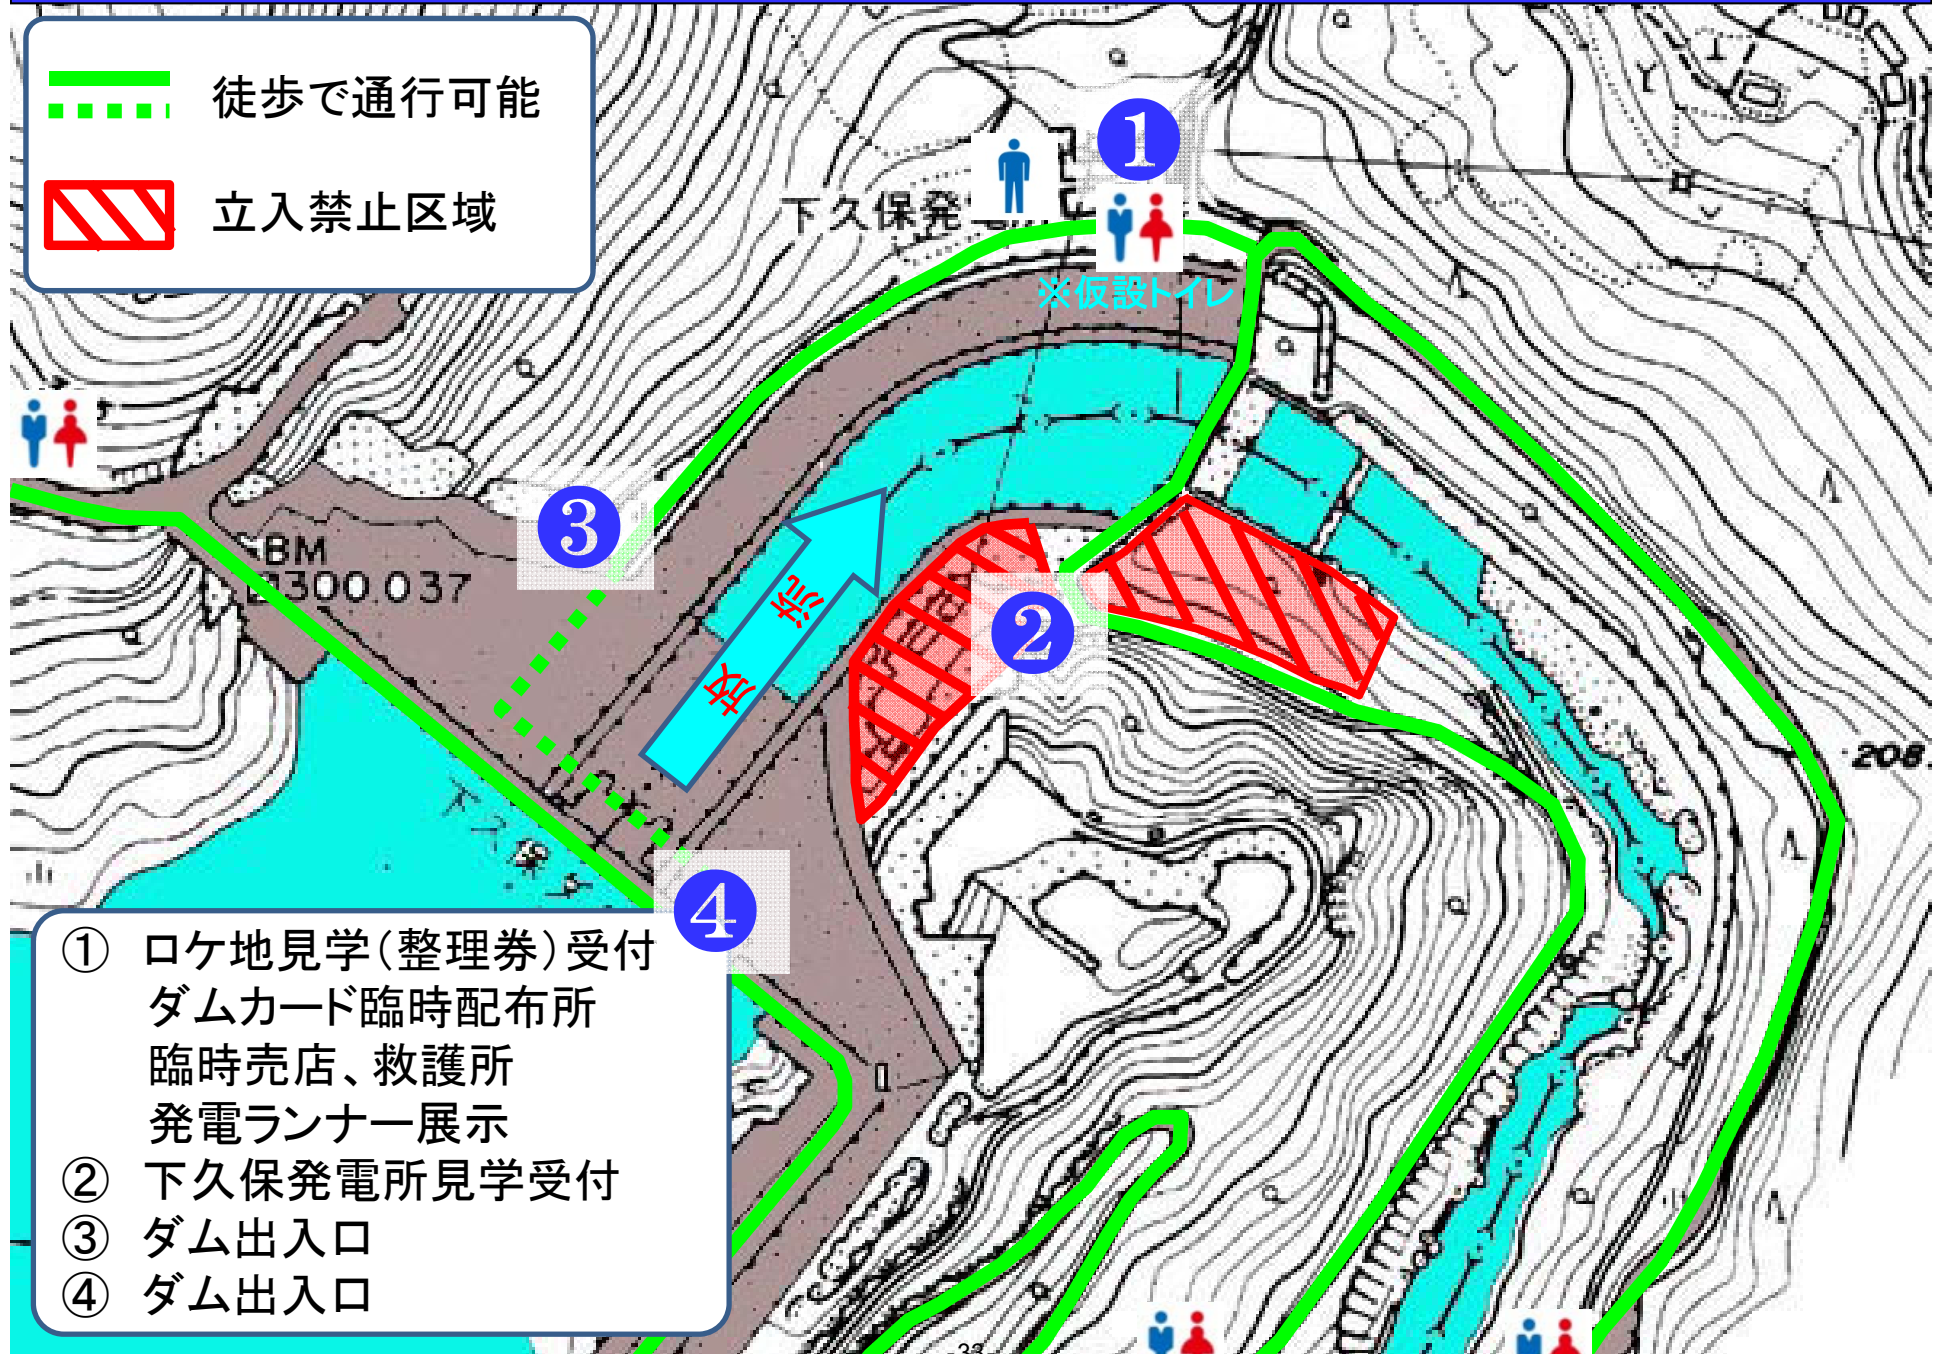 徒歩で通行可能
立入禁止区域
1
下久保発
※仮設トイレ
3
BM
300.037
放流
2
208.
4
① ロケ地見学(整理券)受付
ダムカード臨時配布所
臨時売店、救護所
発電ランナー展示
② 下久保発電所見学受付
③ ダム出入口
④ ダム出入口